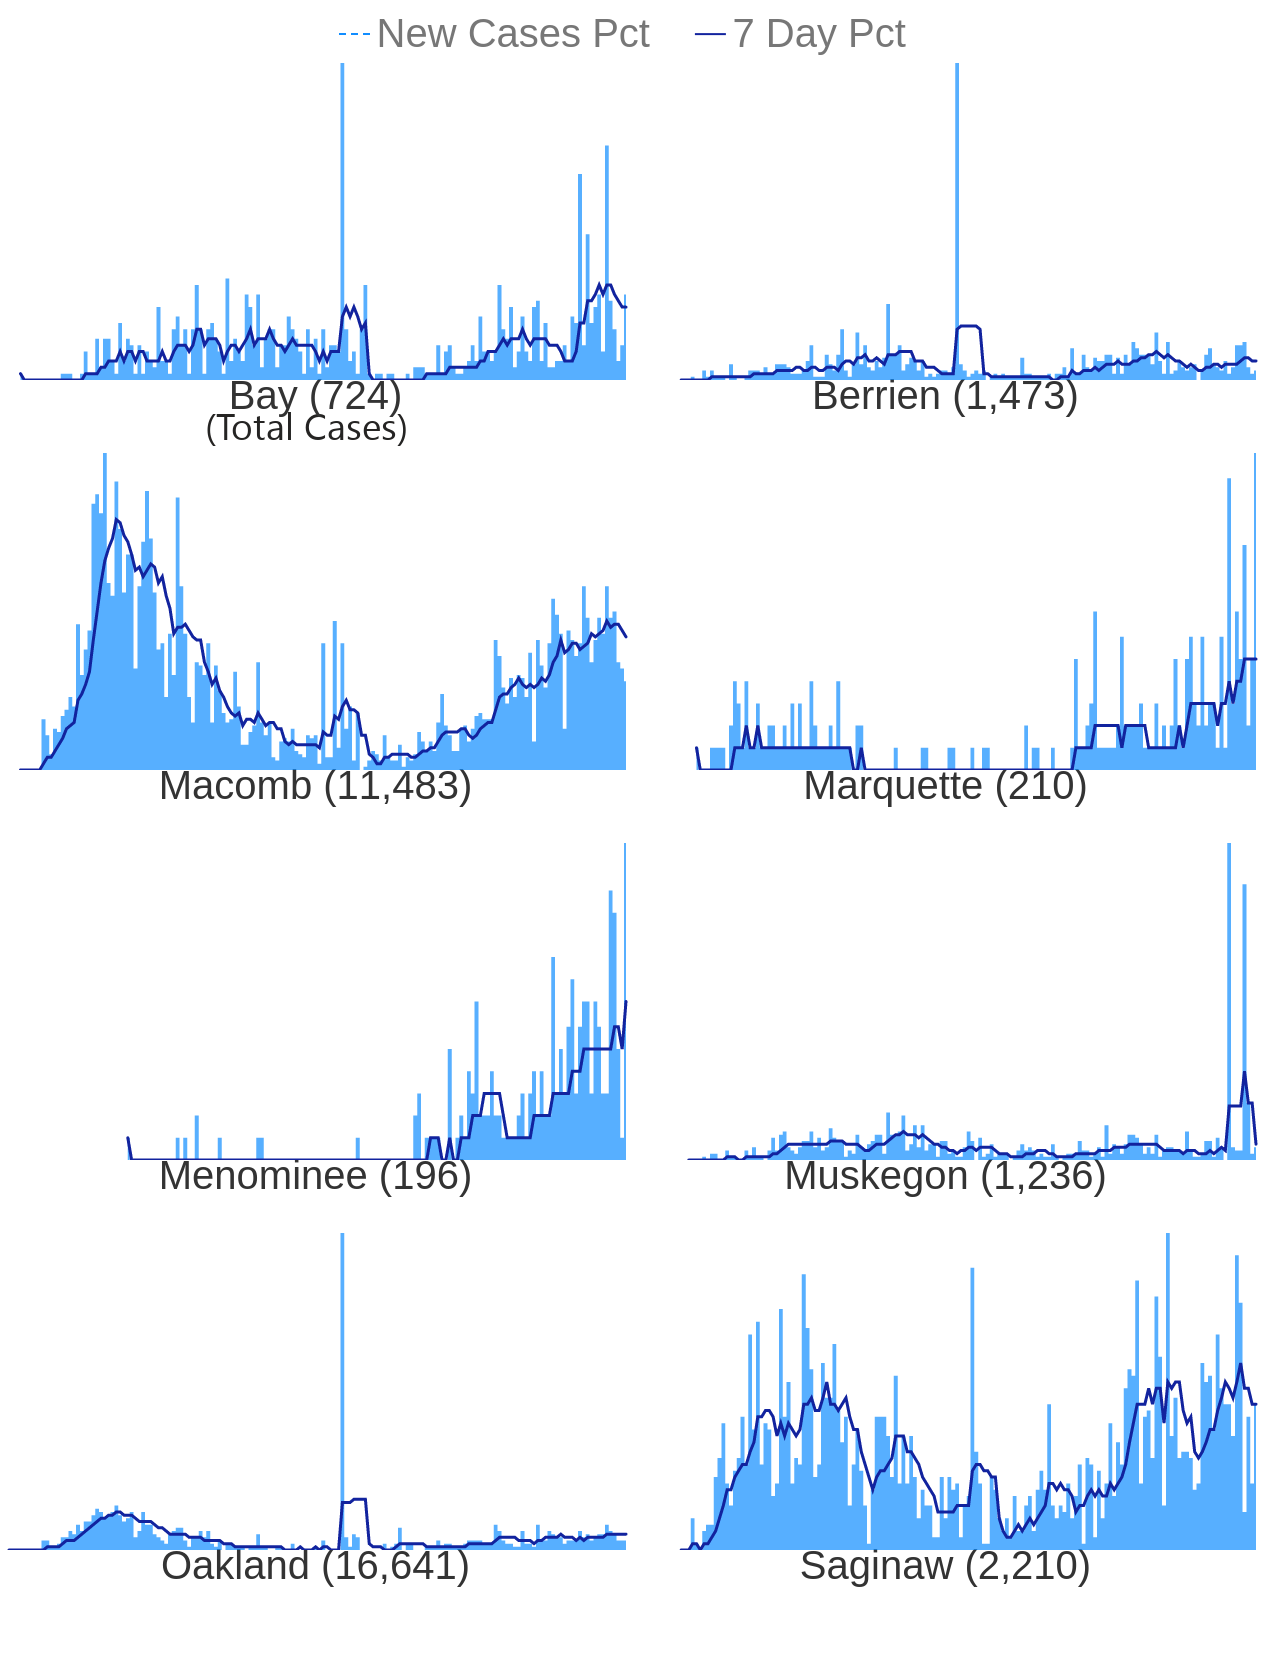 New Cases Pct 7 Day Pct
Bay (724) Berrien (1,473)
(Total Cases)
Macomb (11,483) Marquette (210)
Menominee (196) Muskegon (1,236)
Oakland (16,641) Saginaw (2,210)